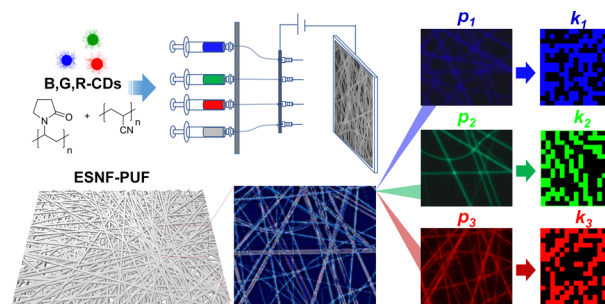 B,G,R-CDs
N
O
n
+
CN
n
ESNF-PUF
p1
k1
p2
k2
p3
k3